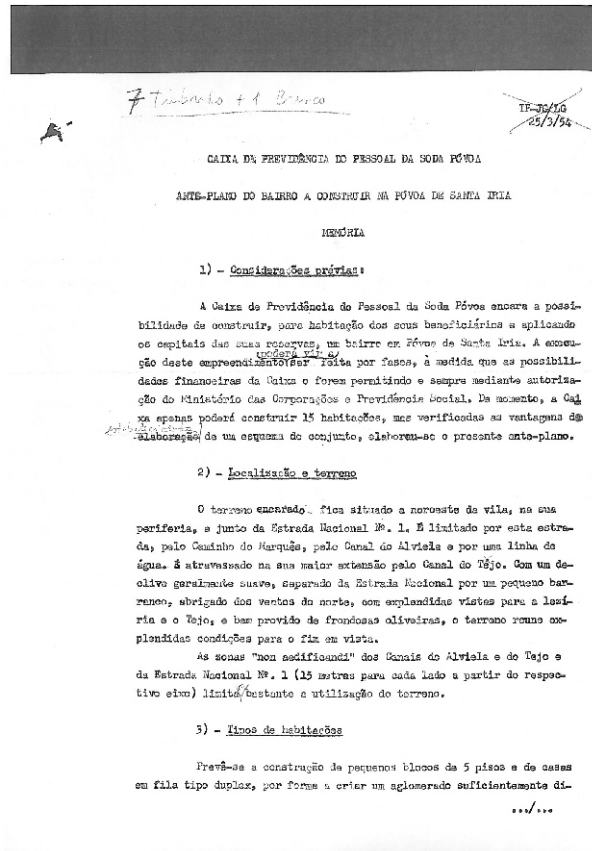 7 Timbrado + 1 Branco
TP-JG/LG
25/3/54
CAIXA DE PREVIDÊNCIA DO PESSOAL DA SODA PÓVOA
ANTE-PLANO DO BAIRRO A CONSTRUIR NA PÓVOA DE SANTA IRIA
MEMÓRIA
1) - Considerações prévias:
A Caixa de Previdência do Pessoal da Soda Póvoa encara a possi-
bilidade de construir, para habitação dos seus beneficiários e aplicando
os capitais das suas reservas, um bairro em Póvoa de Santa Iria. A execu-
poderá vir a
ção deste empreendimento ser feita por fases, à medida que as possibili-
dades financeiras da Caixa o forem permitindo e sempre mediante autoriza-
ção do Ministério das Corporações e Previdência Social. De momento, a Cai
xa apenas poderá construir 15 habitações, mas verificadas as vantagens da
elaboração de um esquema de conjunto, elaborou-se o presente ante-plano.
2) - Localização e terreno
O terreno encarado fica situado a noroeste da vila, na sua
periferia, e junto da Estrada Nacional Nº. 1. É limitado por esta estra-
da, pelo Caminho do Marquês, pelo Canal do Alviela e por uma linha de
água. É atravessado na sua maior extensão pelo Canal do Tejo. Com um de-
clive geralmente suave, separado da Estrada Nacional por um pequeno bar-
ranco, abrigado dos ventos do norte, com explendidas vistas para a lezí-
ria e o Tejo, e bem provido de frondosas oliveiras, o terreno reune ex-
plendidas condições para o fim em vista.
As zonas "non aedificandi" dos Canais do Alviela e do Tejo e
da Estrada Nacional Nº. 1 (15 metros para cada lado a partir do respec-
tivo eixo) limita bastante a utilização do terreno.
3) - Tipos de habitações
Prevê-se a construção de pequenos blocos de 5 pisos e de casas
em fila tipo duplex, por forma a criar um aglomerado suficientemente di-
.../...